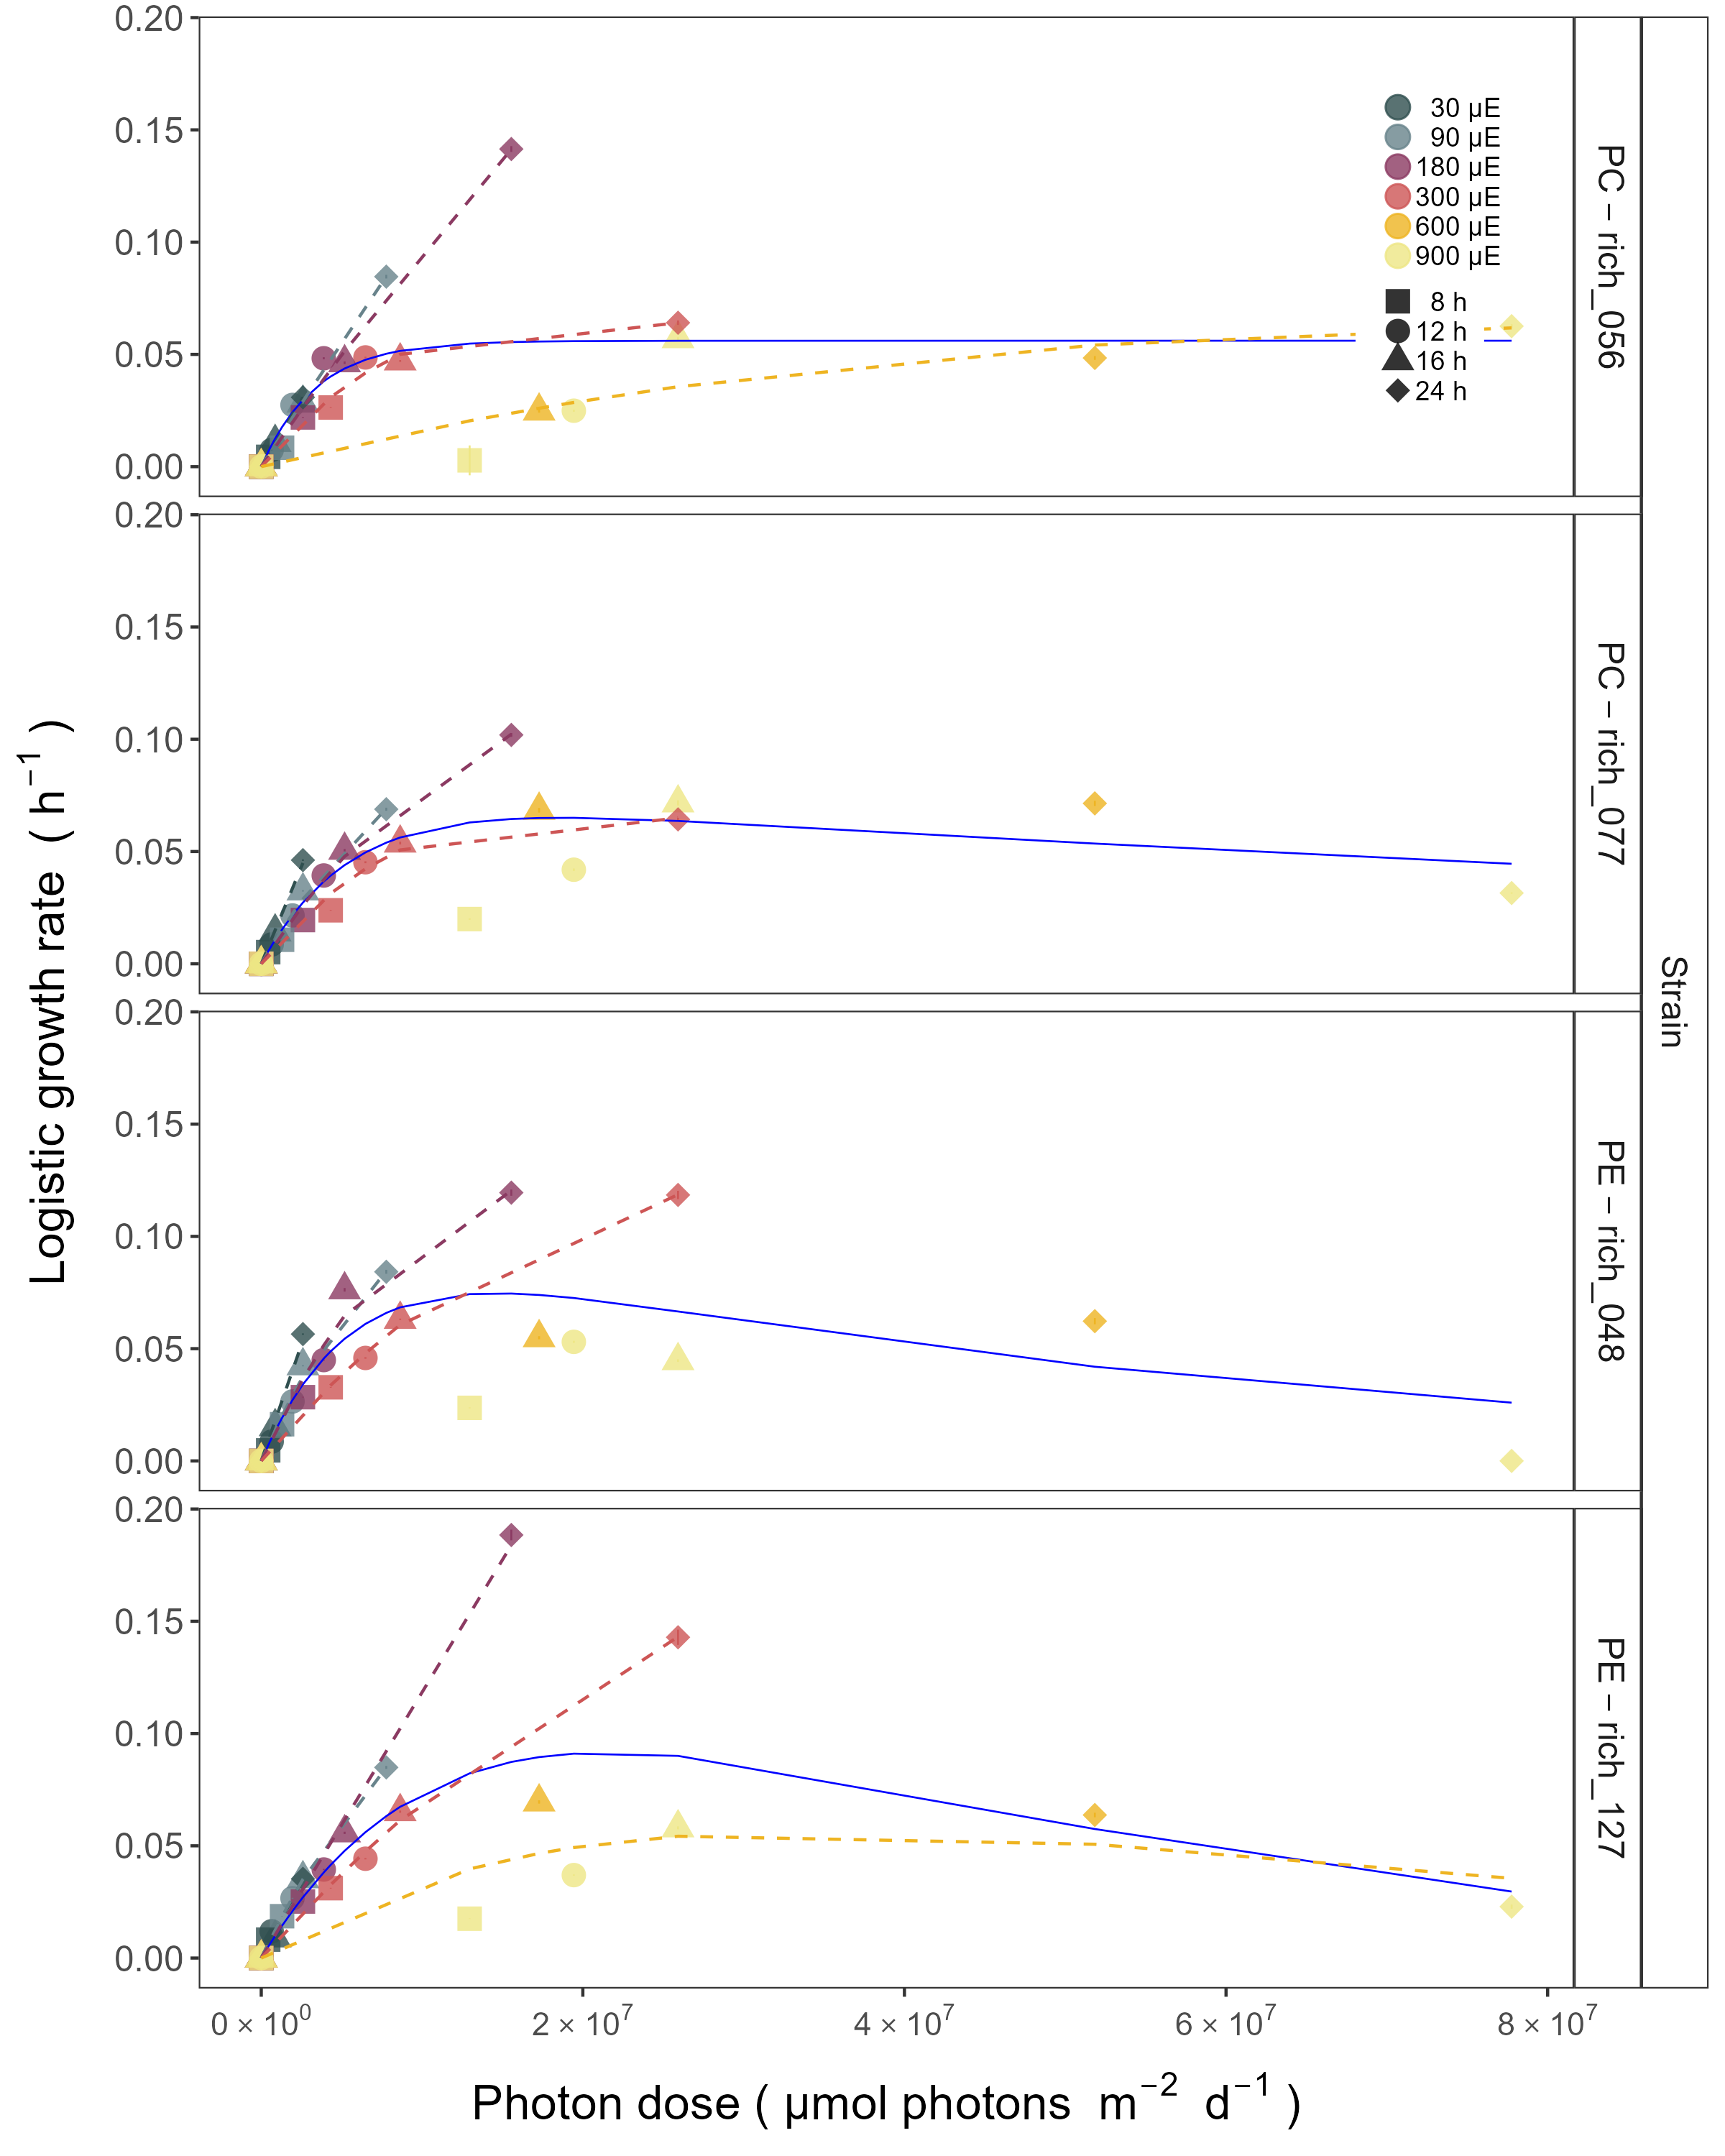 Logistic growth rate ( h⁻¹ )
0.20
0.15
0.10
0.05
0.00
PC − rich_056
30 µE
90 µE
180 µE
300 µE
600 µE
900 µE
8 h
12 h
16 h
24 h
0.20
0.15
0.10
0.05
0.00
PC − rich_077
Strain
0.20
0.15
0.10
0.05
0.00
PE − rich_048
0.20
0.15
0.10
0.05
0.00
PE − rich_127
0 × 10⁰ 2 × 10⁷ 4 × 10⁷ 6 × 10⁷ 8 × 10⁷
Photon dose ( µmol photons m⁻² d⁻¹ )